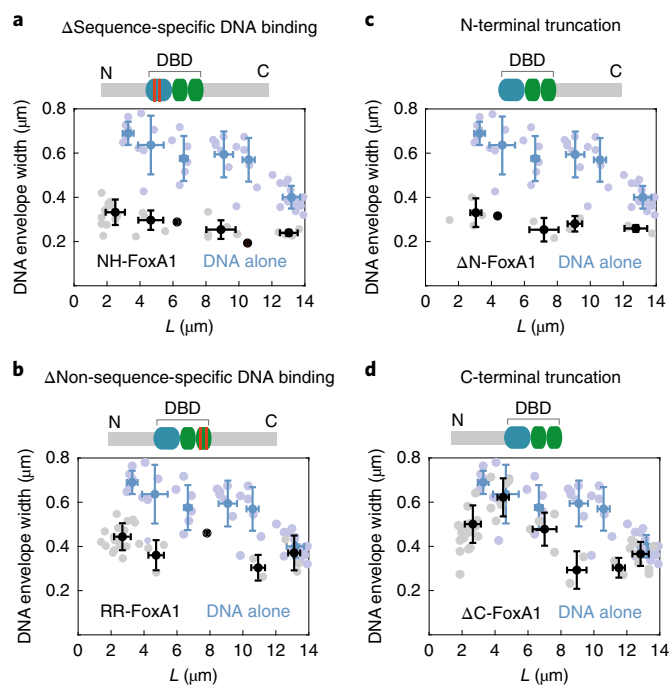 a
ΔSequence-specific DNA binding
DBD
N
C
DNA envelope width (μm)
0.8
0.6
0.4
0.2
NH-FoxA1
DNA alone
0 2 4 6 8 10 12 14
L (μm)
b
ΔNon-sequence-specific DNA binding
DBD
N
C
DNA envelope width (μm)
0.8
0.6
0.4
0.2
RR-FoxA1
DNA alone
0 2 4 6 8 10 12 14
L (μm)
c
N-terminal truncation
DBD
C
DNA envelope width (μm)
0.8
0.6
0.4
0.2
ΔN-FoxA1
DNA alone
0 2 4 6 8 10 12 14
L (μm)
d
C-terminal truncation
DBD
N
DNA envelope width (μm)
0.8
0.6
0.4
0.2
ΔC-FoxA1
DNA alone
0 2 4 6 8 10 12 14
L (μm)